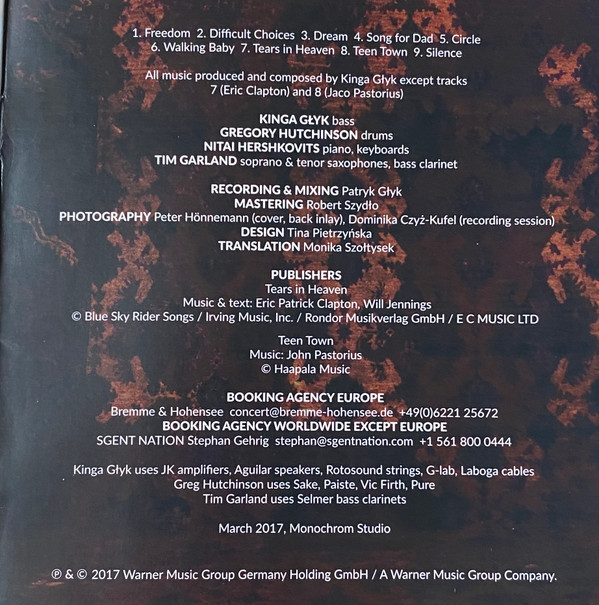 1. Freedom 2. Difficult Choices 3. Dream 4. Song for Dad 5. Circle
6. Walking Baby 7. Tears in Heaven 8. Teen Town 9. Silence
All music produced and composed by Kinga Głyk except tracks
7 (Eric Clapton) and 8 (Jaco Pastorius)
KINGA GŁYK bass
GREGORY HUTCHINSON drums
NITAI HERSHKOVITS piano, keyboards
TIM GARLAND soprano & tenor saxophones, bass clarinet
RECORDING & MIXING Patryk Głyk
MASTERING Robert Szydło
PHOTOGRAPHY Peter Hönnemann (cover, back inlay), Dominika Czyż-Kufel (recording session)
DESIGN Tina Pietrzyńska
TRANSLATION Monika Szołtysek
PUBLISHERS
Tears in Heaven
Music & text: Eric Patrick Clapton, Will Jennings
© Blue Sky Rider Songs / Irving Music, Inc. / Rondor Musikverlag GmbH / E C MUSIC LTD
Teen Town
Music: John Pastorius
© Haapala Music
BOOKING AGENCY EUROPE
Bremme & Hohensee concert@bremme-hohensee.de +49(0)6221 25672
BOOKING AGENCY WORLDWIDE EXCEPT EUROPE
SGENT NATION Stephan Gehrig stephan@sgentnation.com +1 561 800 0444
Kinga Głyk uses JK amplifiers, Aguilar speakers, Rotosound strings, G-lab, Laboga cables
Greg Hutchinson uses Sake, Paiste, Vic Firth, Pure
Tim Garland uses Selmer bass clarinets
March 2017, Monochrom Studio
℗ & © 2017 Warner Music Group Germany Holding GmbH / A Warner Music Group Company.